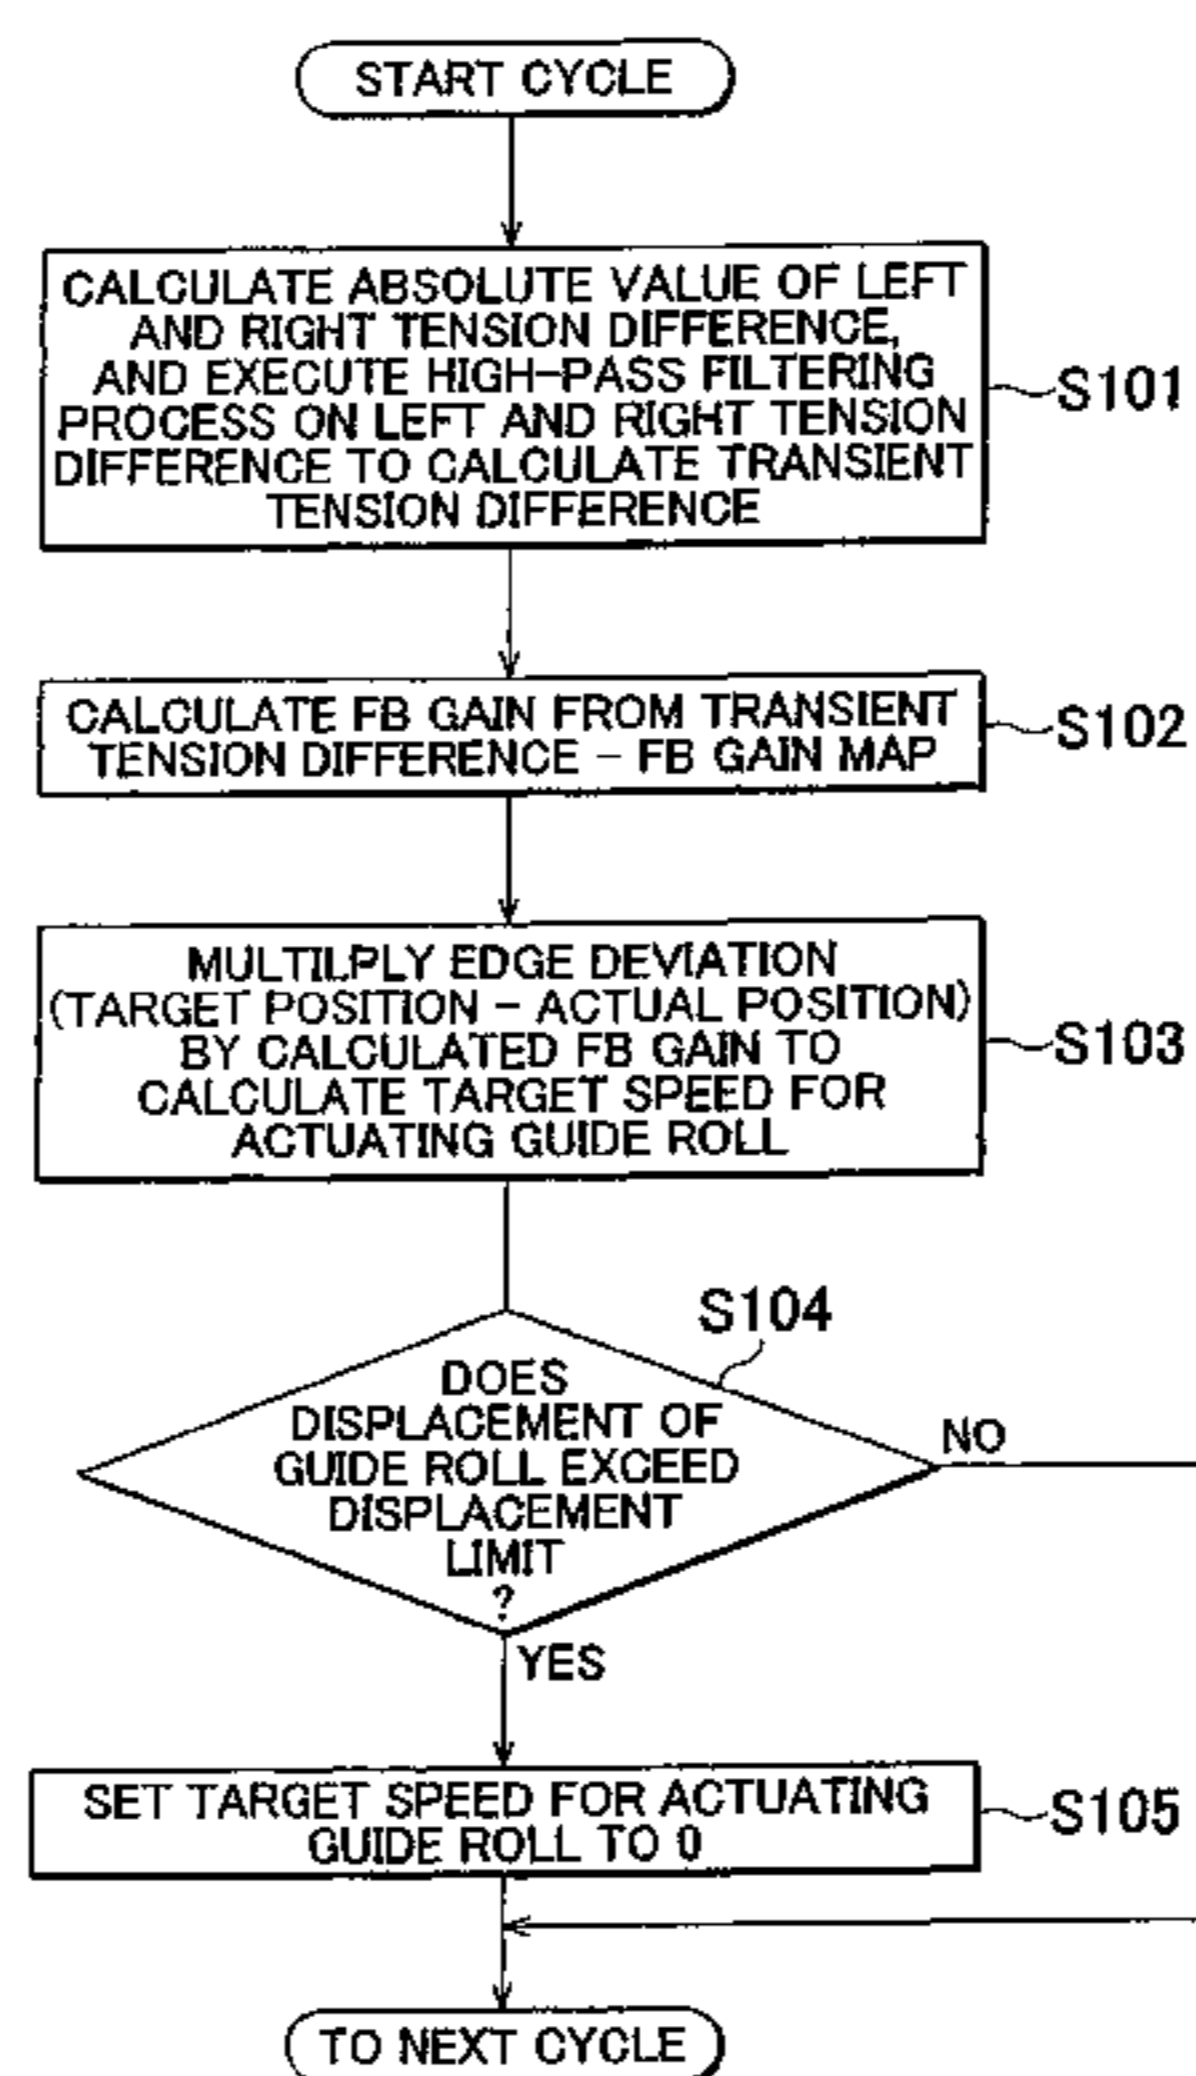 START CYCLE
CALCULATE ABSOLUTE VALUE OF LEFT
AND RIGHT TENSION DIFFERENCE,
AND EXECUTE HIGH-PASS FILTERING
PROCESS ON LEFT AND RIGHT TENSION
DIFFERENCE TO CALCULATE TRANSIENT
TENSION DIFFERENCE
S101
CALCULATE FB GAIN FROM TRANSIENT
TENSION DIFFERENCE - FB GAIN MAP
S102
MULTILPLY EDGE DEVIATION
(TARGET POSITION - ACTUAL POSITION)
BY CALCULATED FB GAIN TO
CALCULATE TARGET SPEED FOR
ACTUATING GUIDE ROLL
S103
S104
DOES
DISPLACEMENT OF
GUIDE ROLL EXCEED
DISPLACEMENT
LIMIT
?
NO
YES
SET TARGET SPEED FOR ACTUATING
GUIDE ROLL TO 0
S105
TO NEXT CYCLE